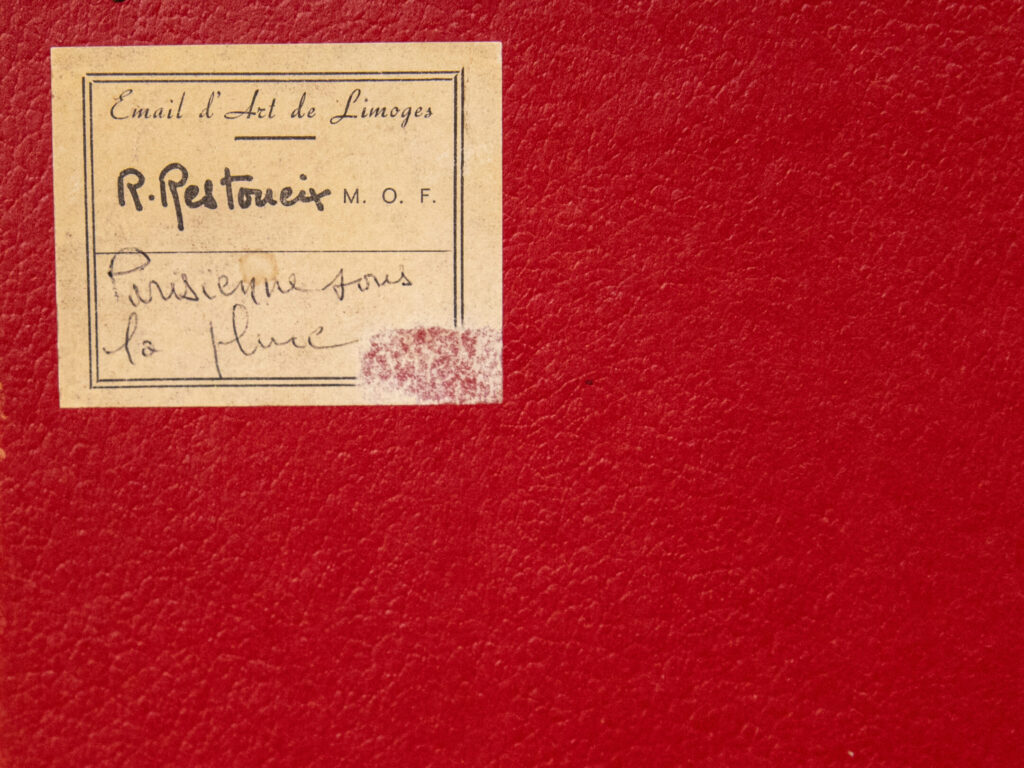 Email d'Art de Limoges
R. Restoueix M. O. F.
Parisienne sous
la pluie